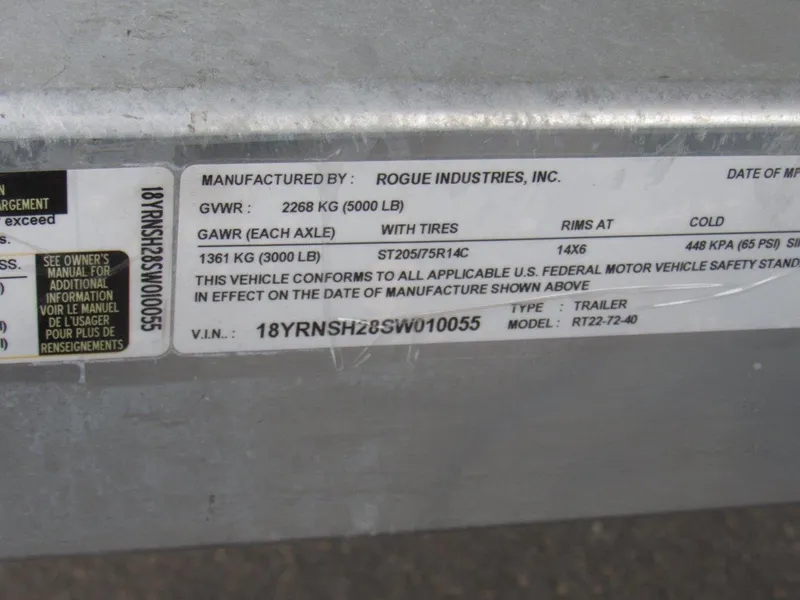 N
ARGEMENT
y exceed
s.
SS.
SEE OWNER'S
MANUAL FOR
ADDITIONAL
INFORMATION
VOIR LE MANUEL
DE L'USAGER
POUR PLUS DE
RENSEIGNEMENTS
18YRNSH28SW010055
MANUFACTURED BY : ROGUE INDUSTRIES, INC. DATE OF MF
GVWR : 2268 KG (5000 LB)
GAWR (EACH AXLE) WITH TIRES RIMS AT COLD
1361 KG (3000 LB) ST205/75R14C 14X6 448 KPA (65 PSI) SI
THIS VEHICLE CONFORMS TO ALL APPLICABLE U.S. FEDERAL MOTOR VEHICLE SAFETY STAND
IN EFFECT ON THE DATE OF MANUFACTURE SHOWN ABOVE
TYPE : TRAILER
V.I.N.. : 18YRNSH28SW010055 MODEL : RT22-72-40